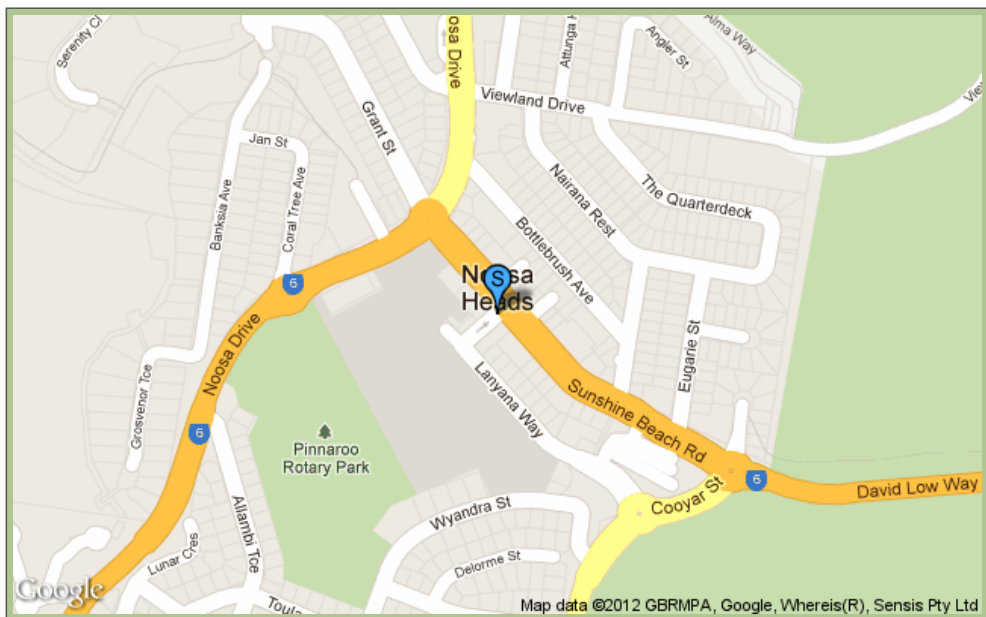 Serenity Cl
Noosa Drive
Attunga
Angler St
Alma Way
Viewland Drive
Grant St
Jan St
Nairana Rest
The Quarterdeck
Banksia Ave
Coral Tree Ave
Bottlebrush Ave
Noosa
Heads
S
6
Noosa Drive
Eugarie St
Grosvenor Tce
Lanyana Way
Sunshine Beach Rd
6
Pinnaroo
Rotary Park
6
David Low Way
Cooyar St
Wyandra St
Allambi Tce
Lunar Cres
Delorme St
Google
Map data ©2012 GBRMPA, Google, Whereis(R), Sensis Pty Ltd